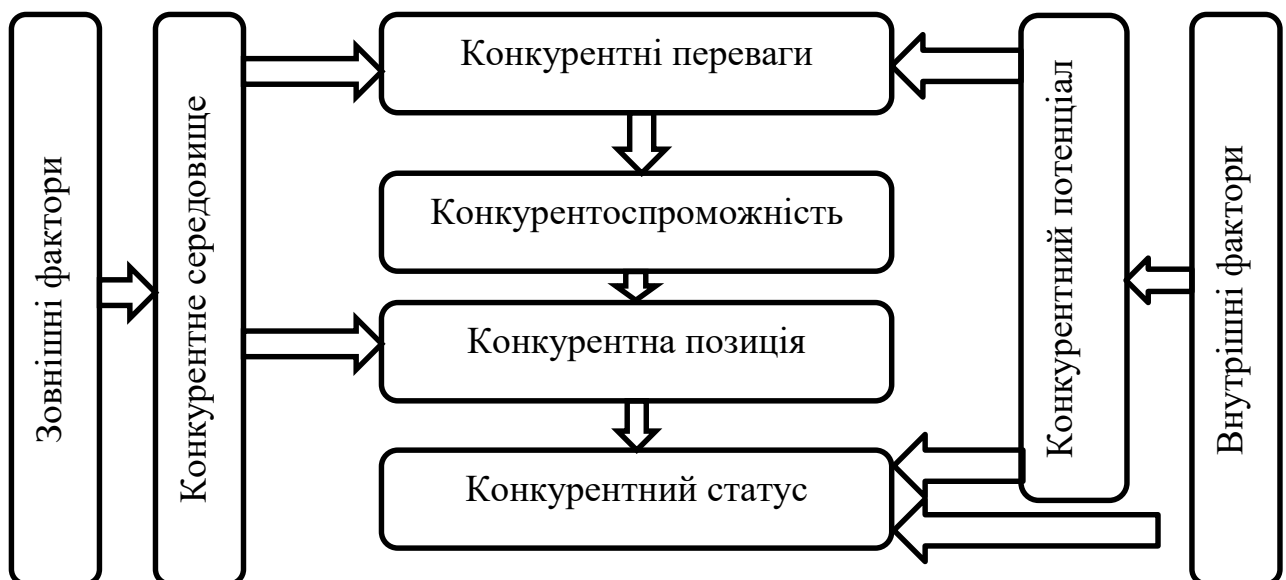 Зовнішні фактори
Конкурентне середовище
Конкурентні переваги
Конкурентоспроможність
Конкурентна позиція
Конкурентний статус
Конкурентний потенціал
Внутрішні фактори